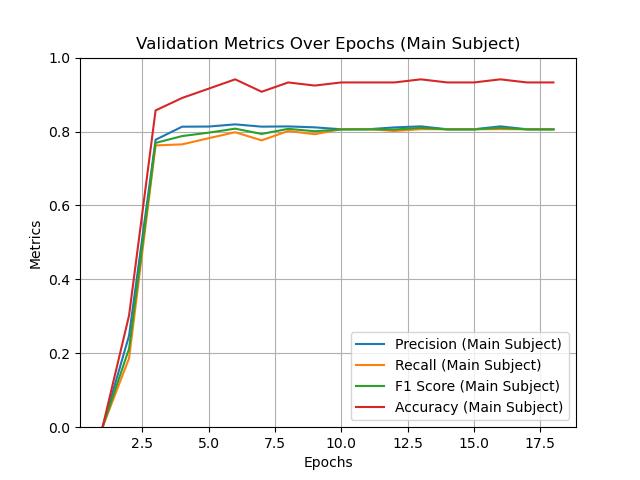 Validation Metrics Over Epochs (Main Subject)
1.0
0.8
0.6
0.4
0.2
0.0
Metrics
Precision (Main Subject)
Recall (Main Subject)
F1 Score (Main Subject)
Accuracy (Main Subject)
2.5 5.0 7.5 10.0 12.5 15.0 17.5
Epochs